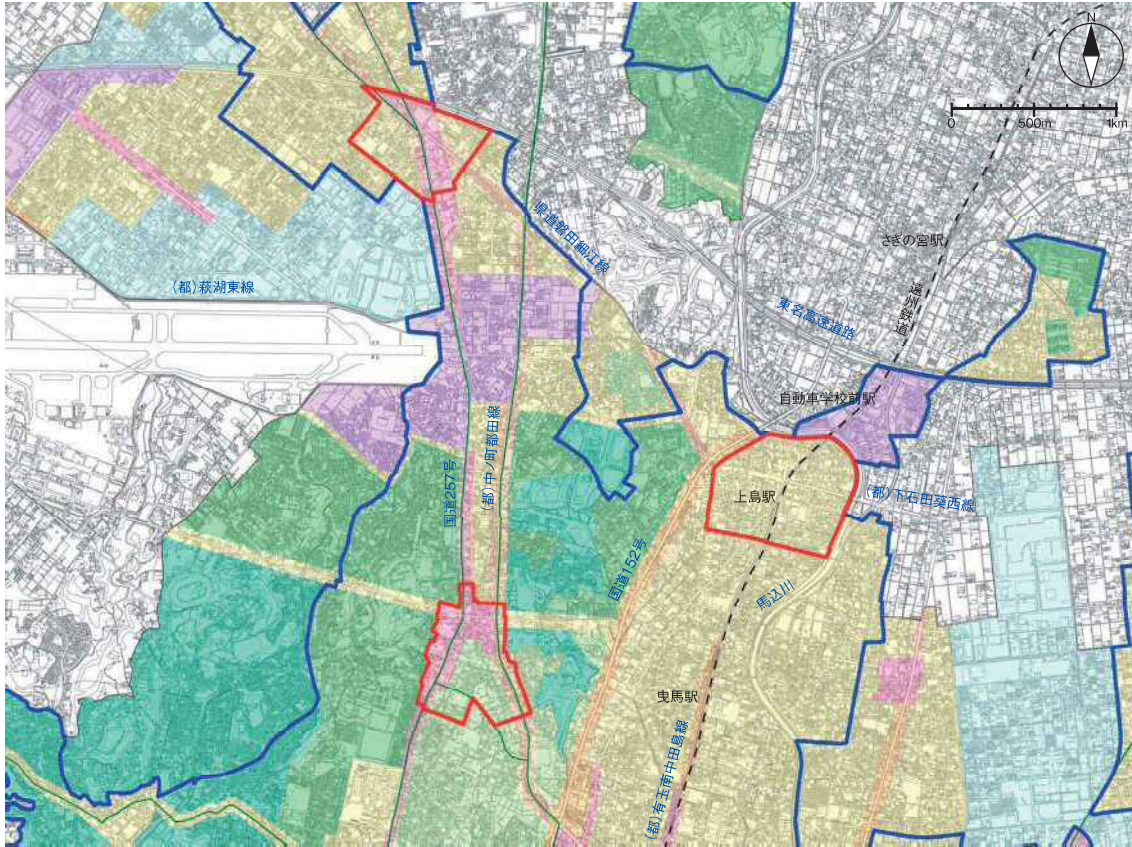 N
0
500m
1km
県道磐田細江線
さぎの宮駅
(都)萩湖東線
遠州鉄道
東名高速道路
自動車学校前駅
(都)中ノ町都田線
国道257号
上島駅
(都)下石田葵西線
国道152号
馬込川
曳馬駅
(都)有玉南中田島線